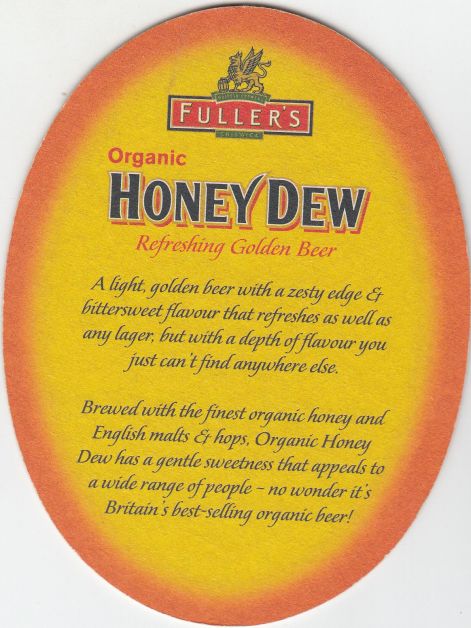 FULLER'S
CHISWICK
Organic
HONEY DEW
Refreshing Golden Beer
A light, golden beer with a zesty edge &
bittersweet flavour that refreshes as well as
any lager, but with a depth of flavour you
just can't find anywhere else.
Brewed with the finest organic honey and
English malts & hops, Organic Honey
Dew has a gentle sweetness that appeals to
a wide range of people – no wonder it's
Britain's best-selling organic beer!